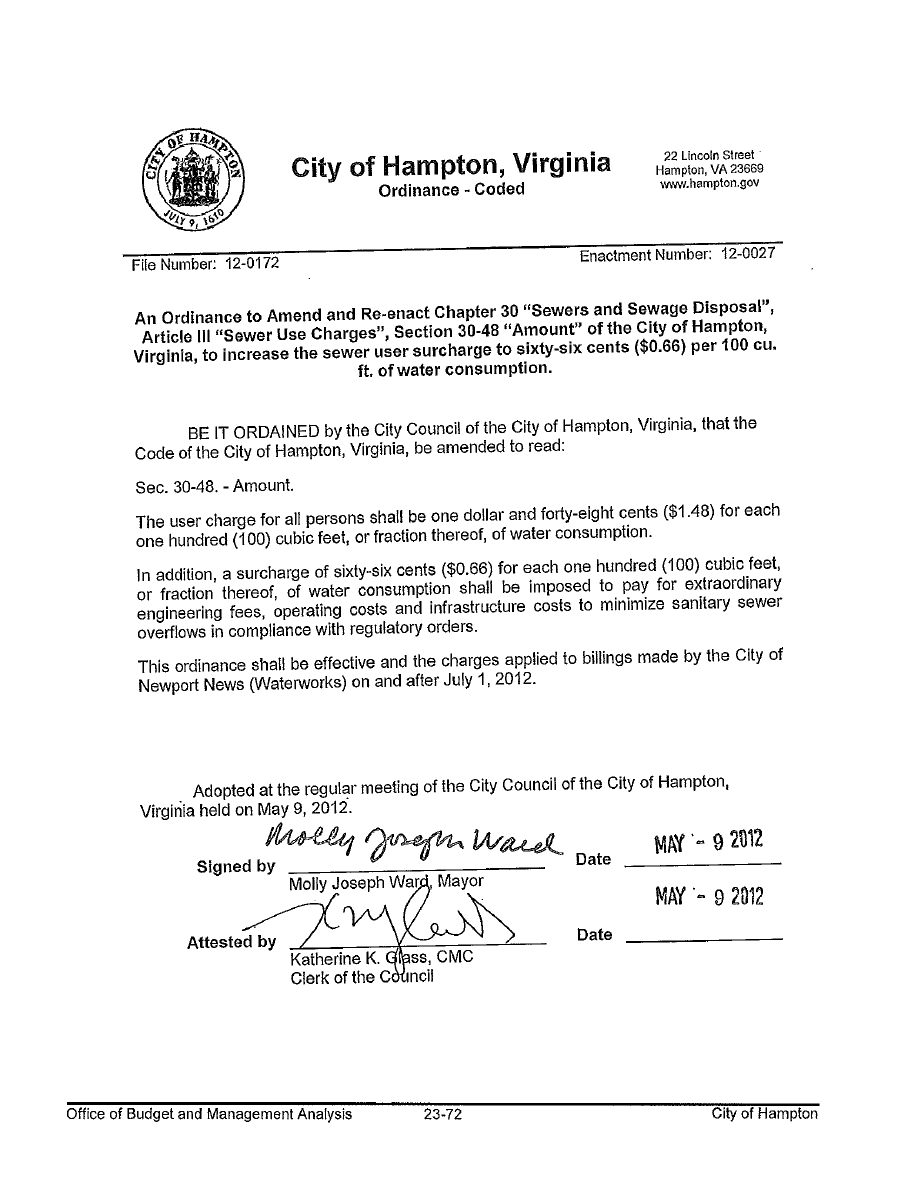 CITY OF HAMPTON
JULY 9, 1610
City of Hampton, Virginia
Ordinance - Coded
22 Lincoln Street
Hampton, VA 23669
www.hampton.gov
File Number: 12-0172
Enactment Number: 12-0027
An Ordinance to Amend and Re-enact Chapter 30 “Sewers and Sewage Disposal”,
Article III “Sewer Use Charges”, Section 30-48 “Amount” of the City of Hampton,
Virginia, to increase the sewer user surcharge to sixty-six cents ($0.66) per 100 cu.
ft. of water consumption.
BE IT ORDAINED by the City Council of the City of Hampton, Virginia, that the
Code of the City of Hampton, Virginia, be amended to read:
Sec. 30-48. - Amount.
The user charge for all persons shall be one dollar and forty-eight cents ($1.48) for each
one hundred (100) cubic feet, or fraction thereof, of water consumption.
In addition, a surcharge of sixty-six cents ($0.66) for each one hundred (100) cubic feet,
or fraction thereof, of water consumption shall be imposed to pay for extraordinary
engineering fees, operating costs and infrastructure costs to minimize sanitary sewer
overflows in compliance with regulatory orders.
This ordinance shall be effective and the charges applied to billings made by the City of
Newport News (Waterworks) on and after July 1, 2012.
Adopted at the regular meeting of the City Council of the City of Hampton,
Virginia held on May 9, 2012.
Molly Joseph Ward
Signed by
Date
MAY - 9 2012
Molly Joseph Ward, Mayor
MAY - 9 2012
Attested by
Date
Katherine K. Glass, CMC
Clerk of the Council
Office of Budget and Management Analysis
23-72
City of Hampton